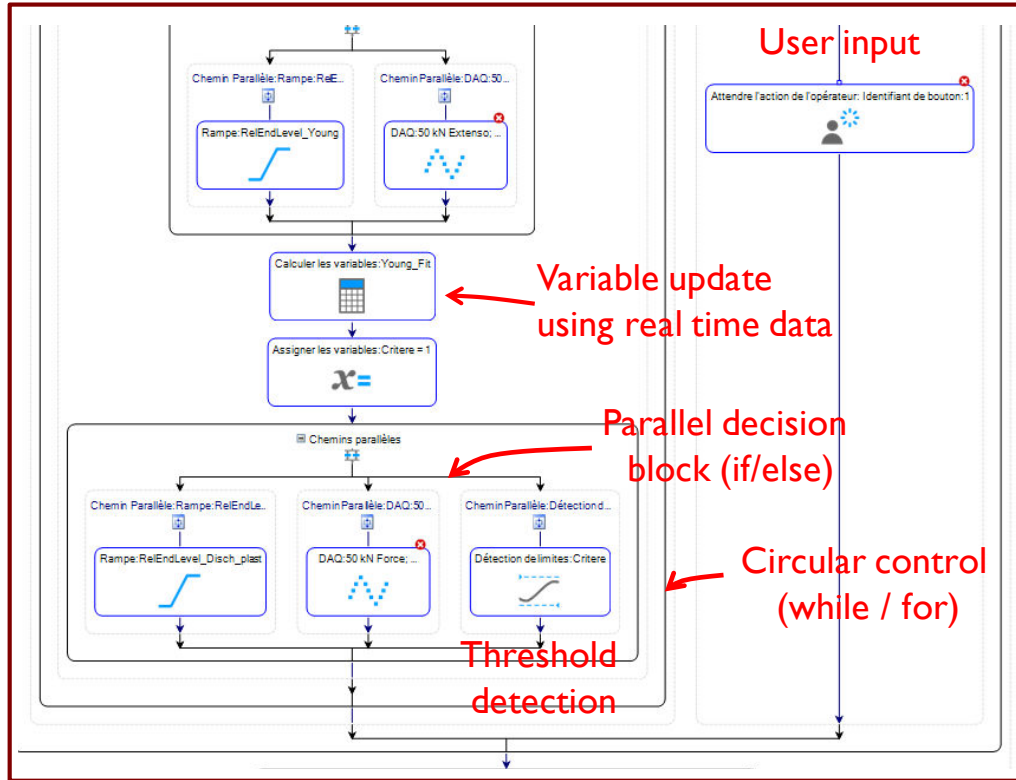 User input
Chemin Parallèle:Rampe:RelE...
Chemin Parallèle:DAQ:50...
Attendre l'action de l'opérateur: Identifiant de bouton:1
Rampe:RelEndLevel_Young
DAQ:50 kN Extenso; ...
Calculer les variables:Young_Fit
Variable update
using real time data
Assigner les variables:Critere = 1
x=
Parallel decision
block (if/else)
Chemins parallèles
Chemin Parallèle:Rampe:RelEndLe...
Chemin Parallèle:DAQ:50...
Chemin Parallèle:Détection d...
Rampe:RelEndLevel_Disch_plast
DAQ:50 kN Force; ...
Détection de limites:Critere
Circular control
(while / for)
Threshold
detection